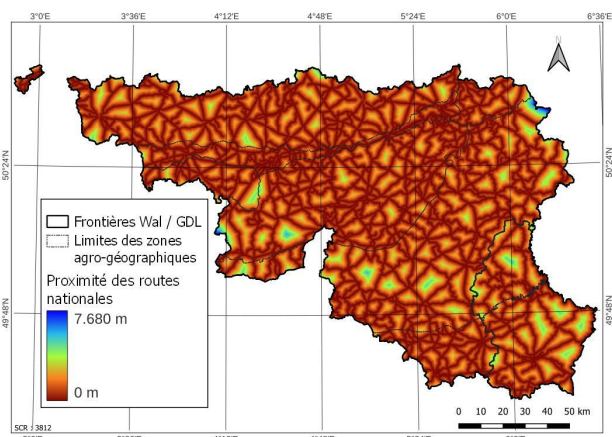 3°0'E 3°36'E 4°12'E 4°48'E 5°24'E 6°0'E 6°36'E
N
50°24'N 50°24'N
Frontières Wal / GDL
Limites des zones
agro-géographiques
Proximité des routes
nationales
7.680 m
0 m
49°48'N 49°48'N
0 10 20 30 40 50 km
SCR : 3812